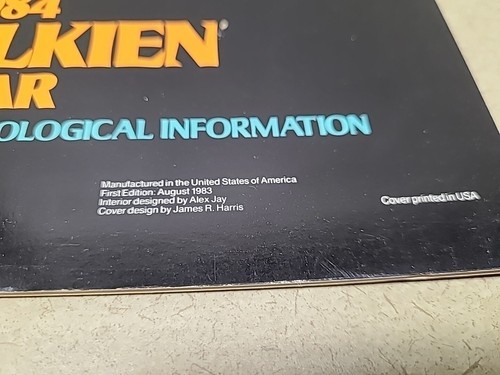 984
LKIEN®
AR
OLOGICAL INFORMATION
Manufactured in the United States of America
First Edition: August 1983
Interior designed by Alex Jay
Cover design by James R. Harris
Cover printed in USA